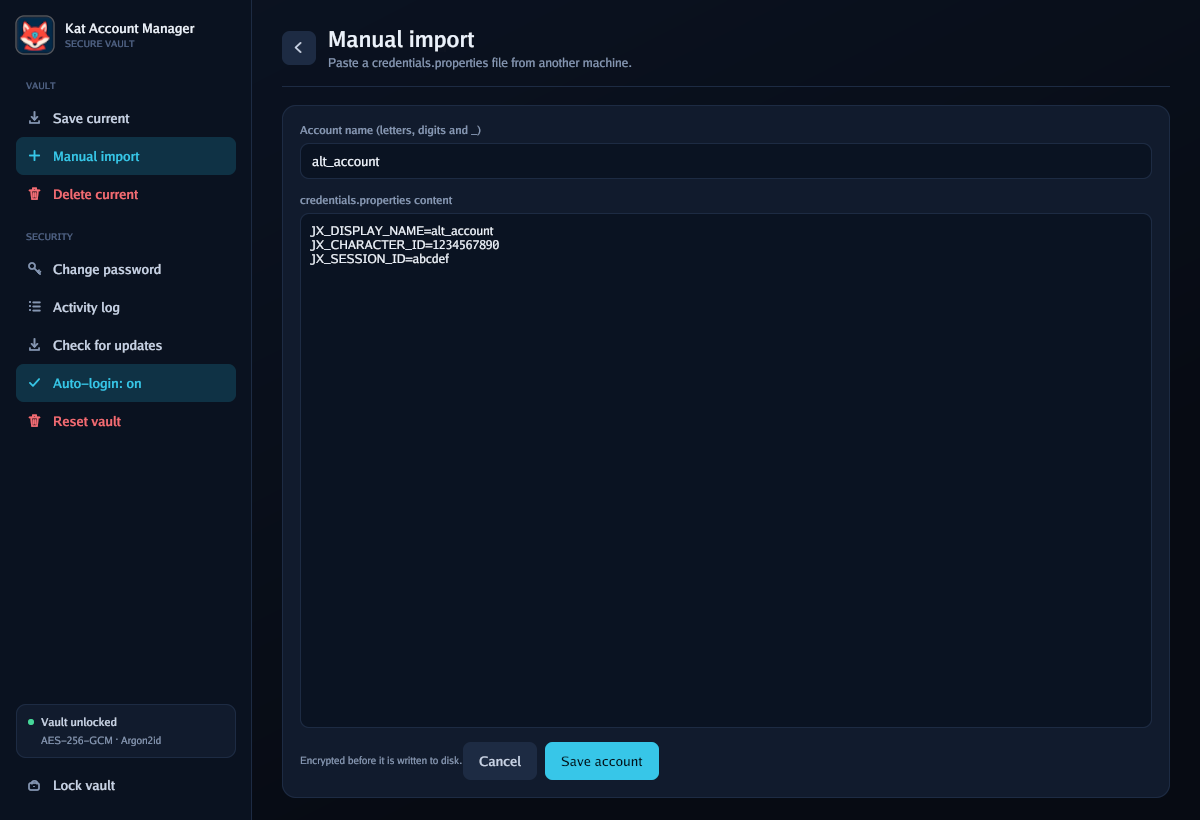 Kat Account Manager
SECURE VAULT
VAULT
Save current
Manual import
Delete current
SECURITY
Change password
Activity log
Check for updates
Auto-login: on
Reset vault
Vault unlocked
AES-256-GCM · Argon2id
Lock vault
Manual import
Paste a credentials.properties file from another machine.
Account name (letters, digits and _)
alt_account
credentials.properties content
JX_DISPLAY_NAME=alt_account
JX_CHARACTER_ID=1234567890
JX_SESSION_ID=abcdef
Encrypted before it is written to disk.
Cancel
Save account